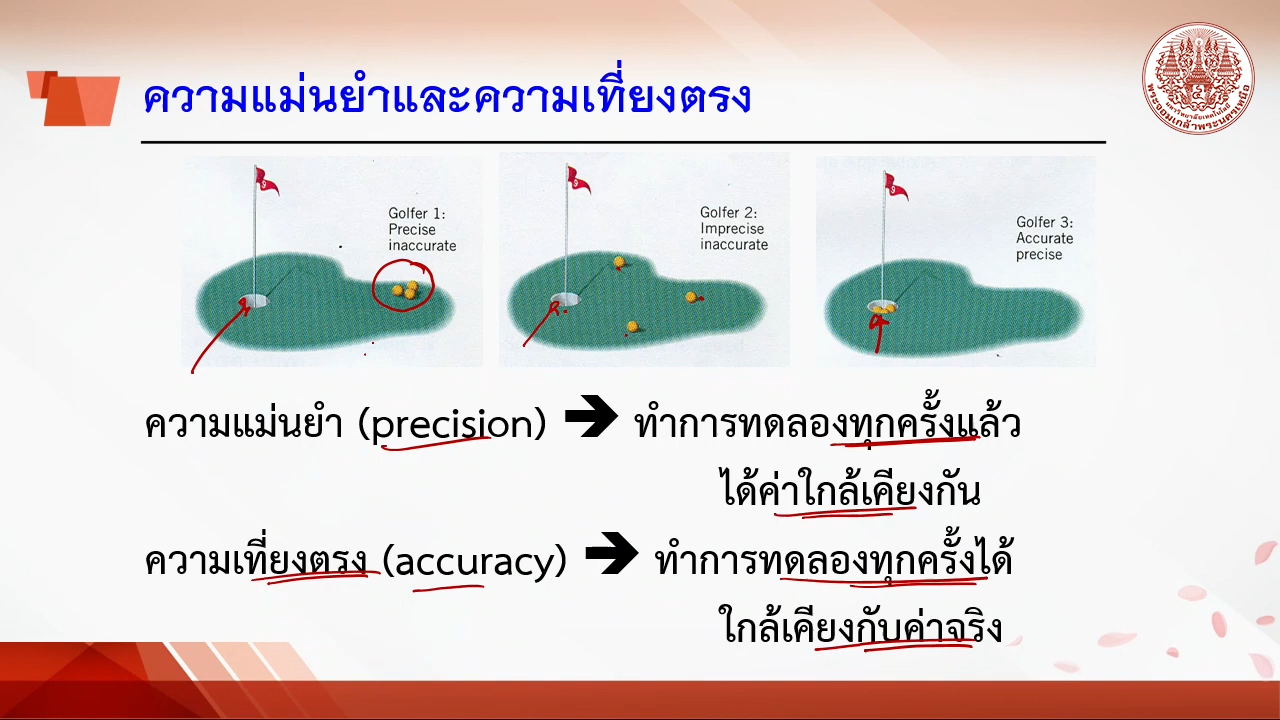 ความแม่นยำและความเที่ยงตรง
9
Golfer 1:
Precise
inaccurate
9
Golfer 2:
Imprecise
inaccurate
9
Golfer 3:
Accurate
precise
ความแม่นยำ (precision) ➔ ทำการทดลองทุกครั้งแล้ว
ได้ค่าใกล้เคียงกัน
ความเที่ยงตรง (accuracy) ➔ ทำการทดลองทุกครั้งได้
ใกล้เคียงกับค่าจริง